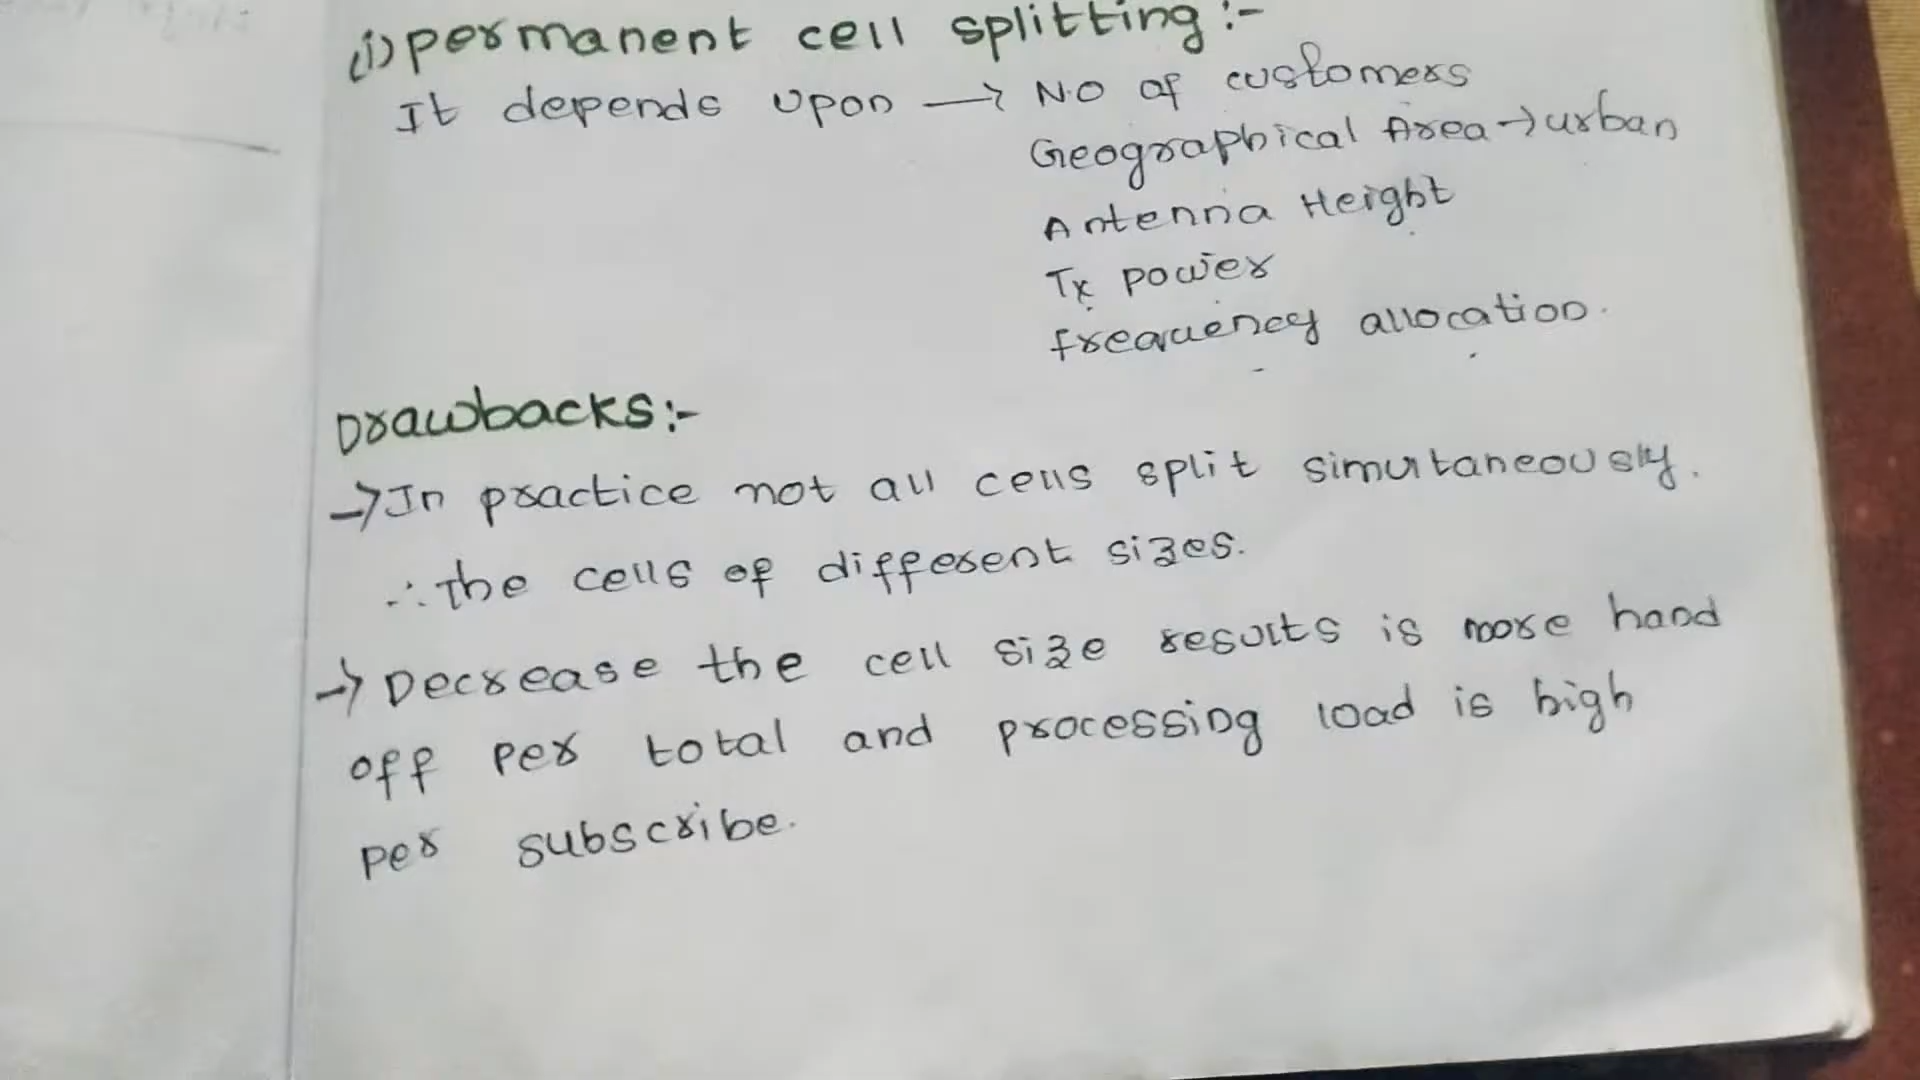 (i) permanent cell splitting :-
It depends upon → No of customers
Geographical Area → urban
Antenna Height
Tx power
frequency allocation.
Drawbacks :-
→ In practice not all cells split simultaneously.
∴ the cells of different sizes.
→ Decrease the cell size results is more hand
off per total and processing load is high
per subscribe.